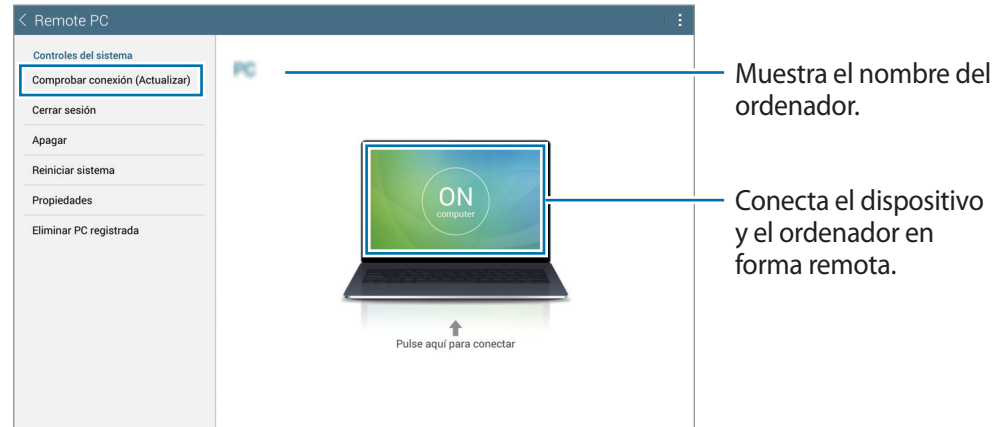 Remote PC
Controles del sistema
Comprobar conexión (Actualizar)
Cerrar sesión
Apagar
Reiniciar sistema
Propiedades
Eliminar PC registrada
PC
ON
computer
Pulse aquí para conectar
Muestra el nombre del
ordenador.
Conecta el dispositivo
y el ordenador en
forma remota.